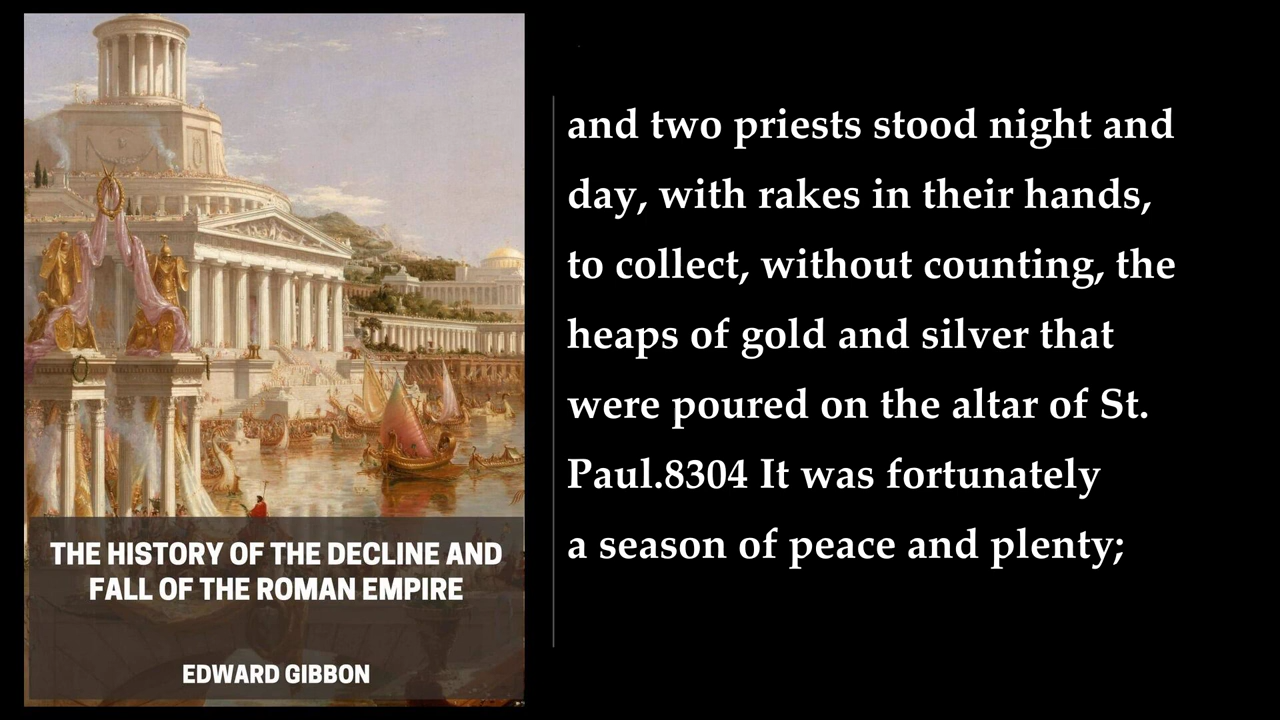 THE HISTORY OF THE DECLINE AND
FALL OF THE ROMAN EMPIRE
EDWARD GIBBON
and two priests stood night and
day, with rakes in their hands,
to collect, without counting, the
heaps of gold and silver that
were poured on the altar of St.
Paul.8304 It was fortunately
a season of peace and plenty;